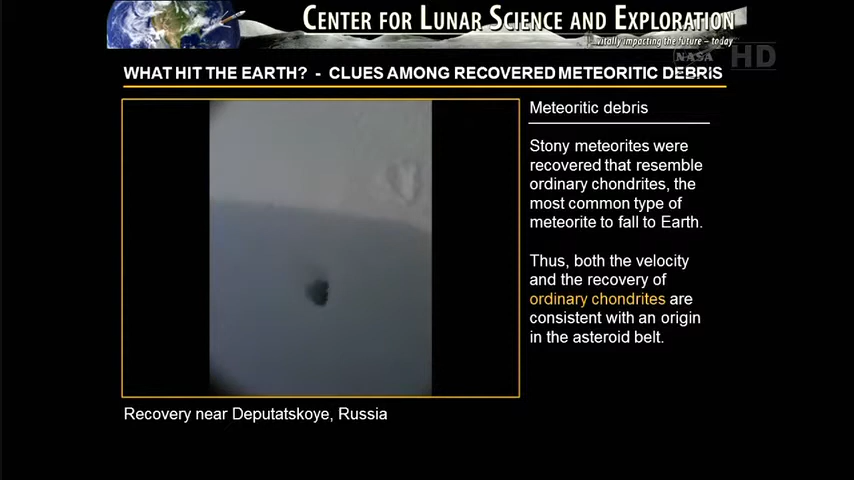 CENTER FOR LUNAR SCIENCE AND EXPLORATION
...vitally impacting the future – today
NASA HD
WHAT HIT THE EARTH? - CLUES AMONG RECOVERED METEORITIC DEBRIS
Meteoritic debris
Stony meteorites were
recovered that resemble
ordinary chondrites, the
most common type of
meteorite to fall to Earth.
Thus, both the velocity
and the recovery of
ordinary chondrites are
consistent with an origin
in the asteroid belt.
Recovery near Deputatskoye, Russia